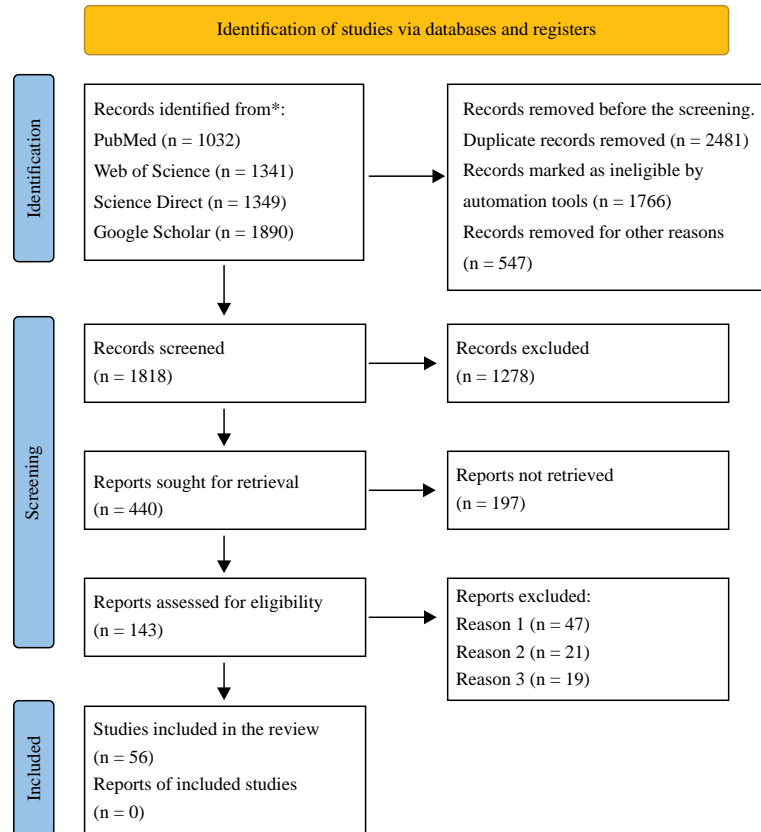 Identification of studies via databases and registers
Identification
Records identified from*:
PubMed (n = 1032)
Web of Science (n = 1341)
Science Direct (n = 1349)
Google Scholar (n = 1890)
Records removed before the screening.
Duplicate records removed (n = 2481)
Records marked as ineligible by
automation tools (n = 1766)
Records removed for other reasons
(n = 547)
Screening
Records screened
(n = 1818)
Records excluded
(n = 1278)
Reports sought for retrieval
(n = 440)
Reports not retrieved
(n = 197)
Reports assessed for eligibility
(n = 143)
Reports excluded:
Reason 1 (n = 47)
Reason 2 (n = 21)
Reason 3 (n = 19)
Included
Studies included in the review
(n = 56)
Reports of included studies
(n = 0)